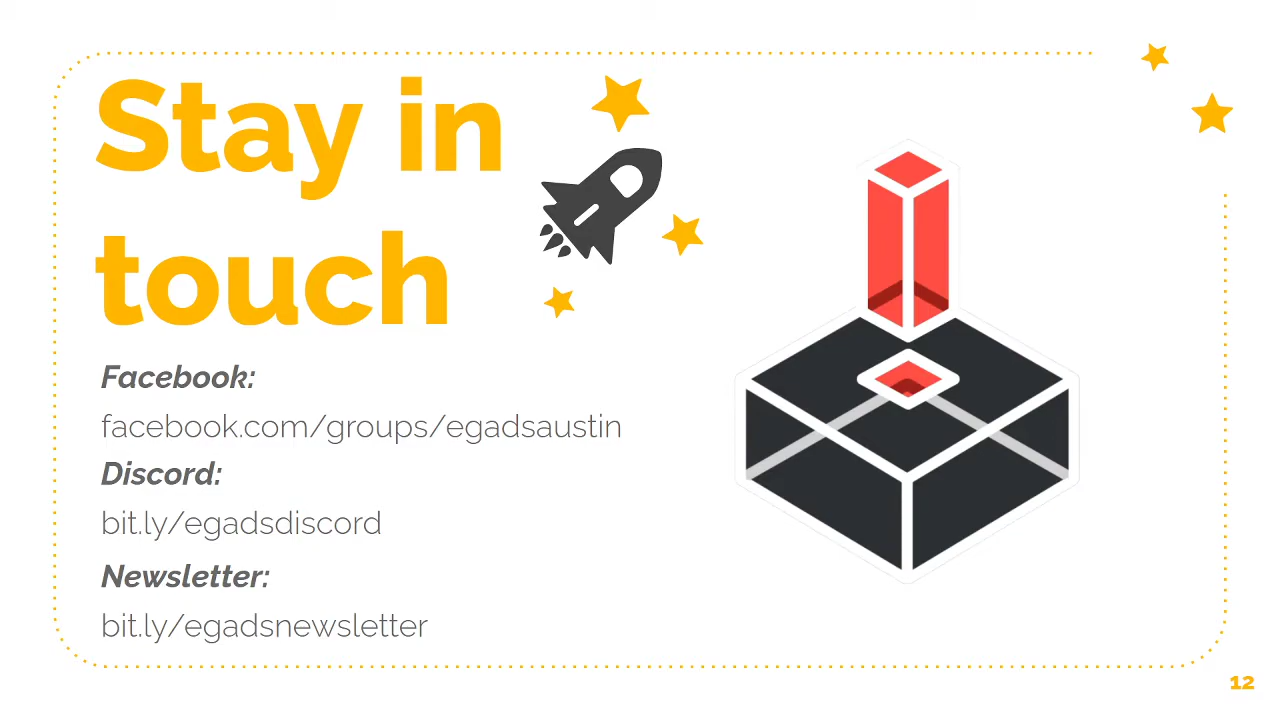 Stay in
touch
Facebook:
facebook.com/groups/egadsaustin
Discord:
bit.ly/egadsdiscord
Newsletter:
bit.ly/egadsnewsletter
12